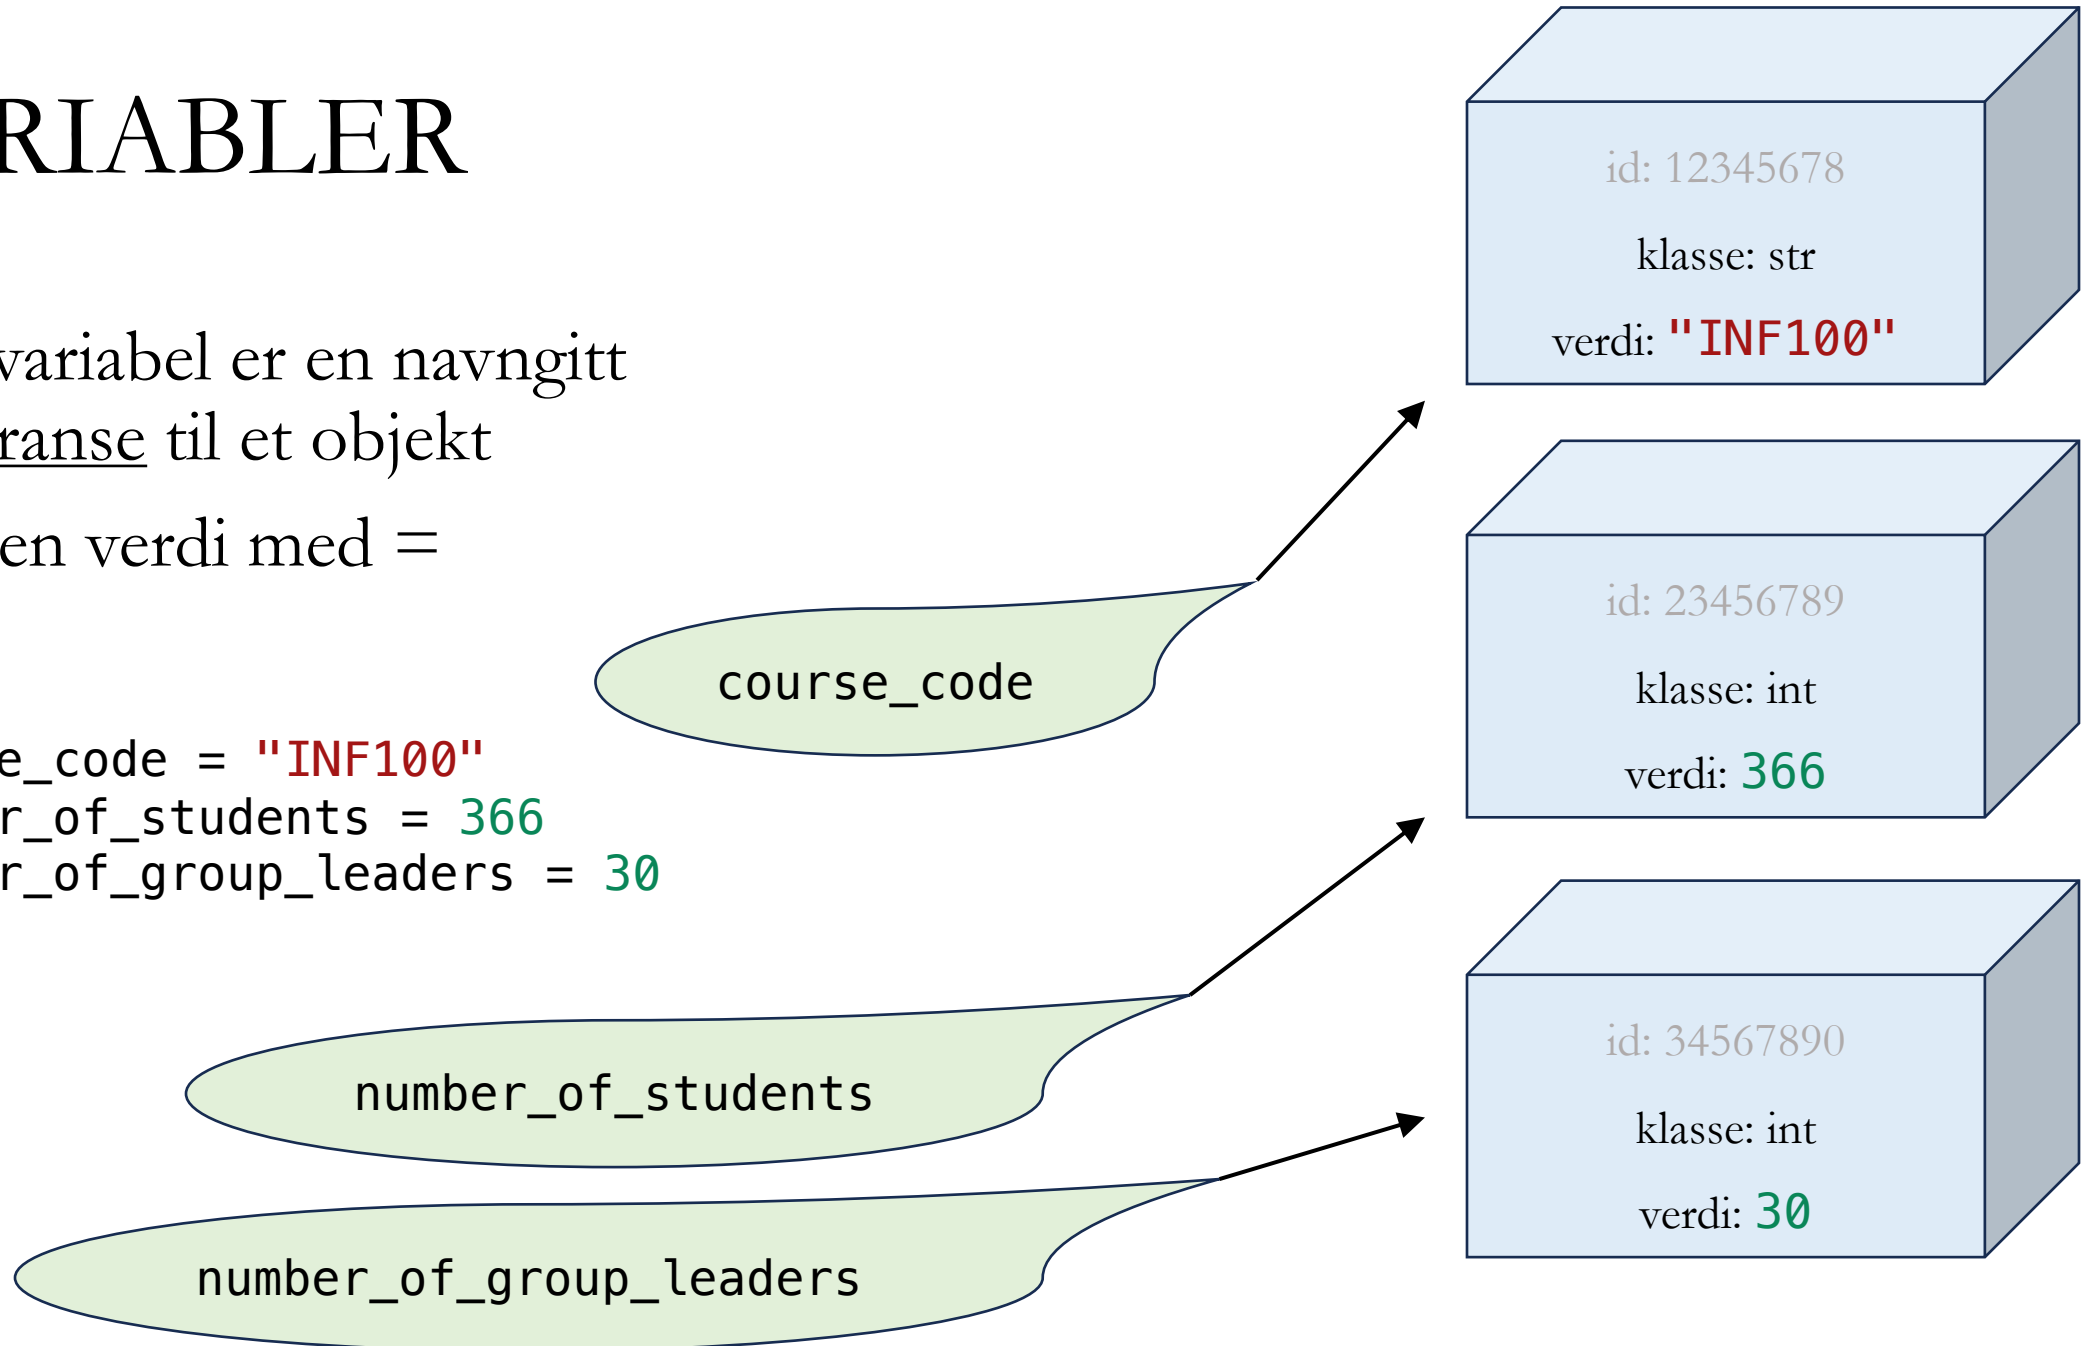 RIABLER
variabel er en navngitt
ranse til et objekt
en verdi med =
e_code = "INF100"
r_of_students = 366
r_of_group_leaders = 30
course_code
number_of_students
number_of_group_leaders
id: 12345678
klasse: str
verdi: "INF100"
id: 23456789
klasse: int
verdi: 366
id: 34567890
klasse: int
verdi: 30